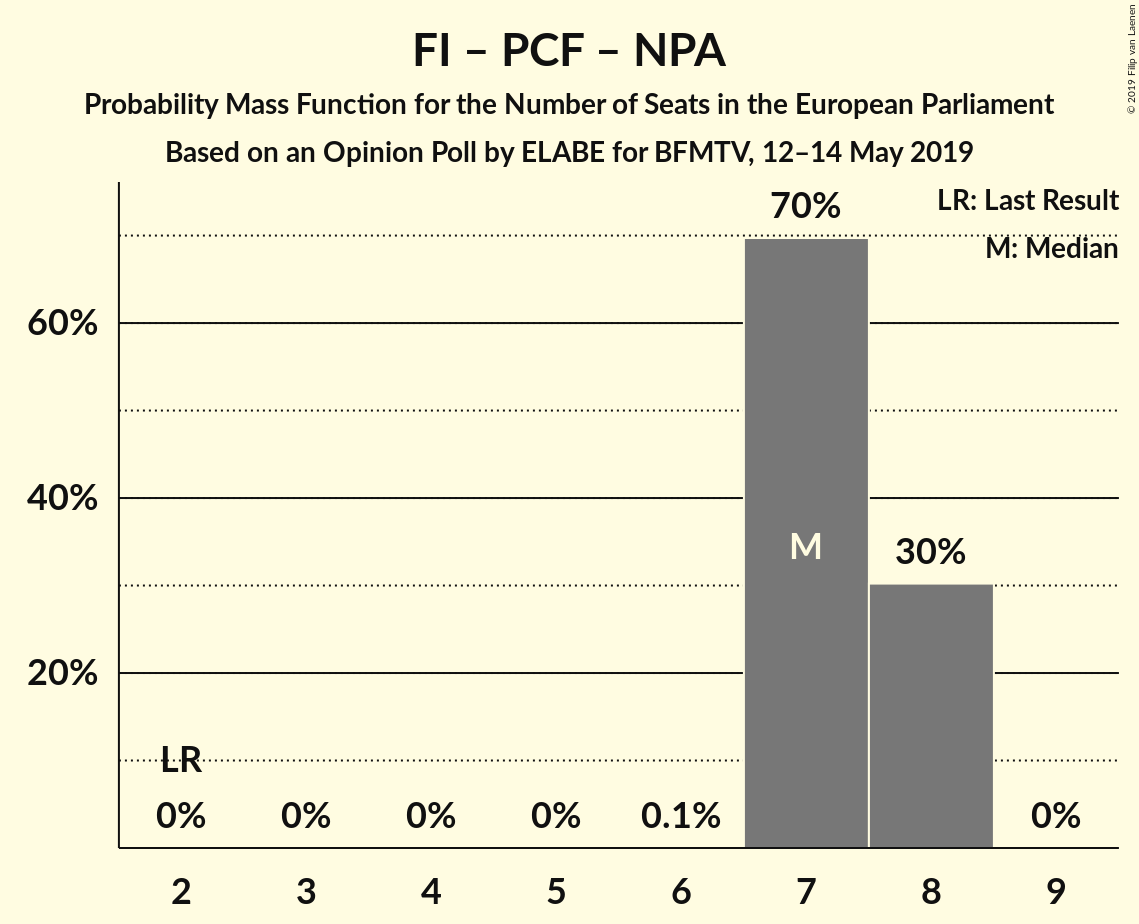 FI – PCF – NPA
Probability Mass Function for the Number of Seats in the European Parliament
Based on an Opinion Poll by ELABE for BFMTV, 12–14 May 2019
© 2019 Filip van Laenen
LR: Last Result
M: Median
70%
60%
30%
M
40%
20%
LR
0%
0%
0%
0%
0.1%
0%
2
3
4
5
6
7
8
9